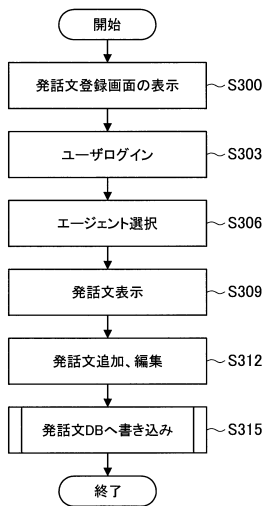 開始
発話文登録画面の表示 S300
ユーザログイン S303
エージェント選択 S306
発話文表示 S309
発話文追加、編集 S312
発話文DBへ書き込み S315
終了